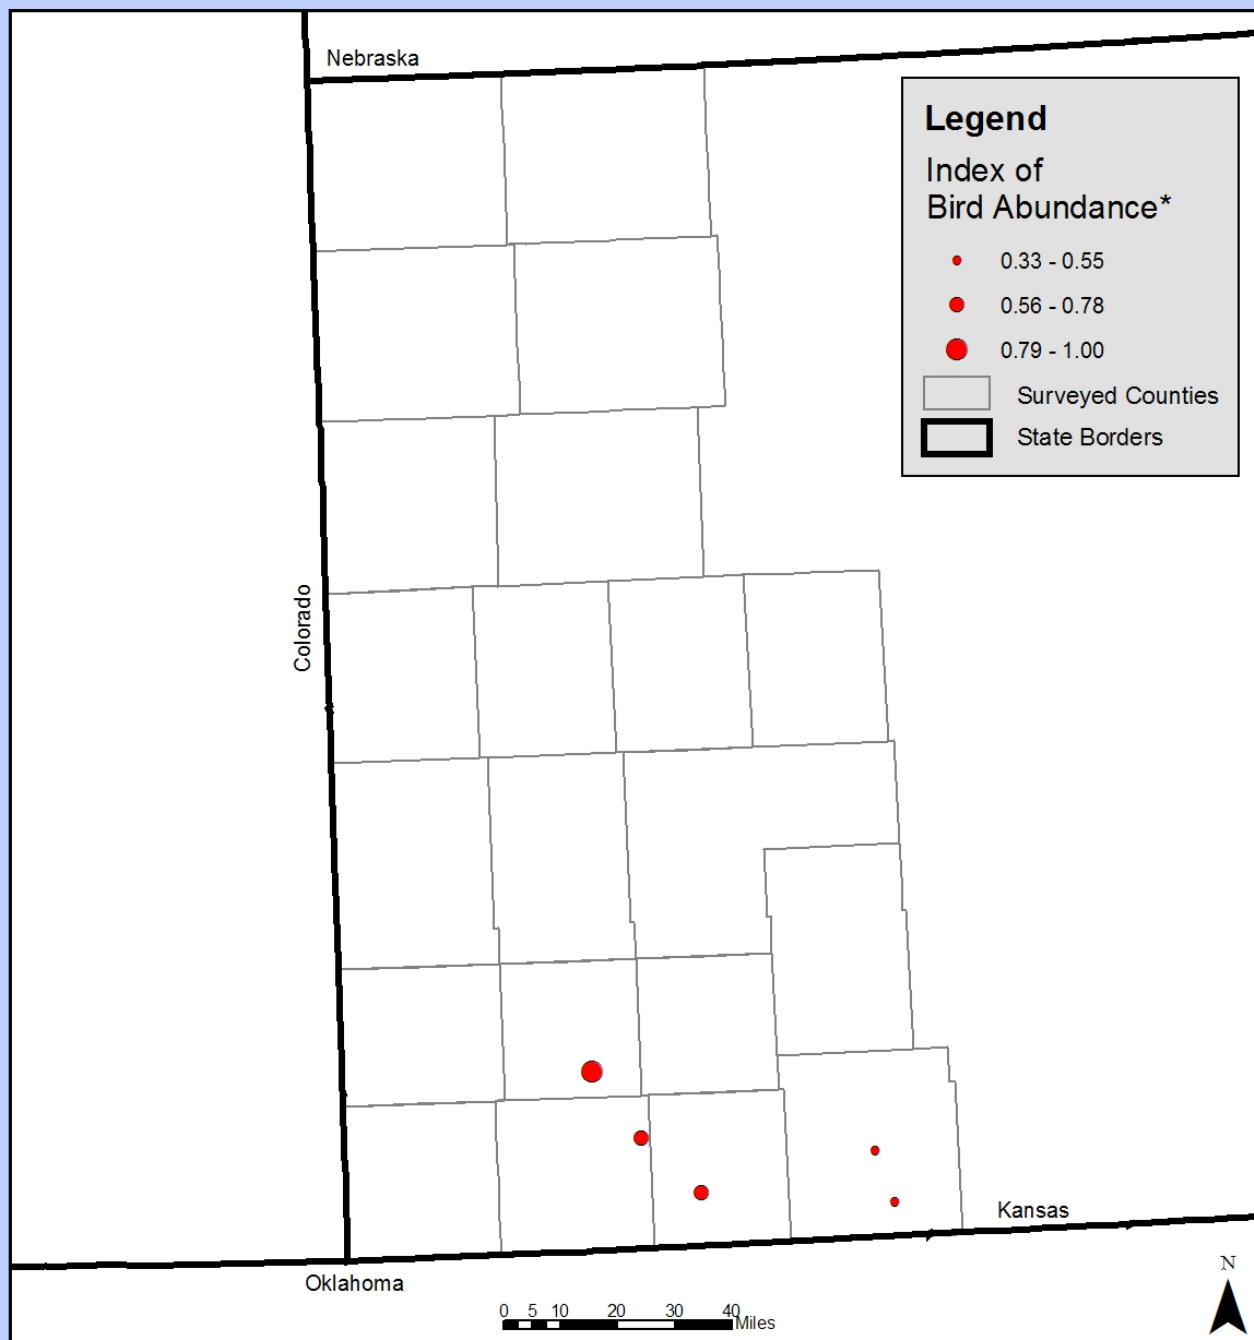 Nebraska
Legend
Index of
Bird Abundance*
0.33 - 0.55
0.56 - 0.78
0.79 - 1.00
Surveyed Counties
State Borders
Colorado
Kansas
Oklahoma
N
0 5 10 20 30 40
Miles